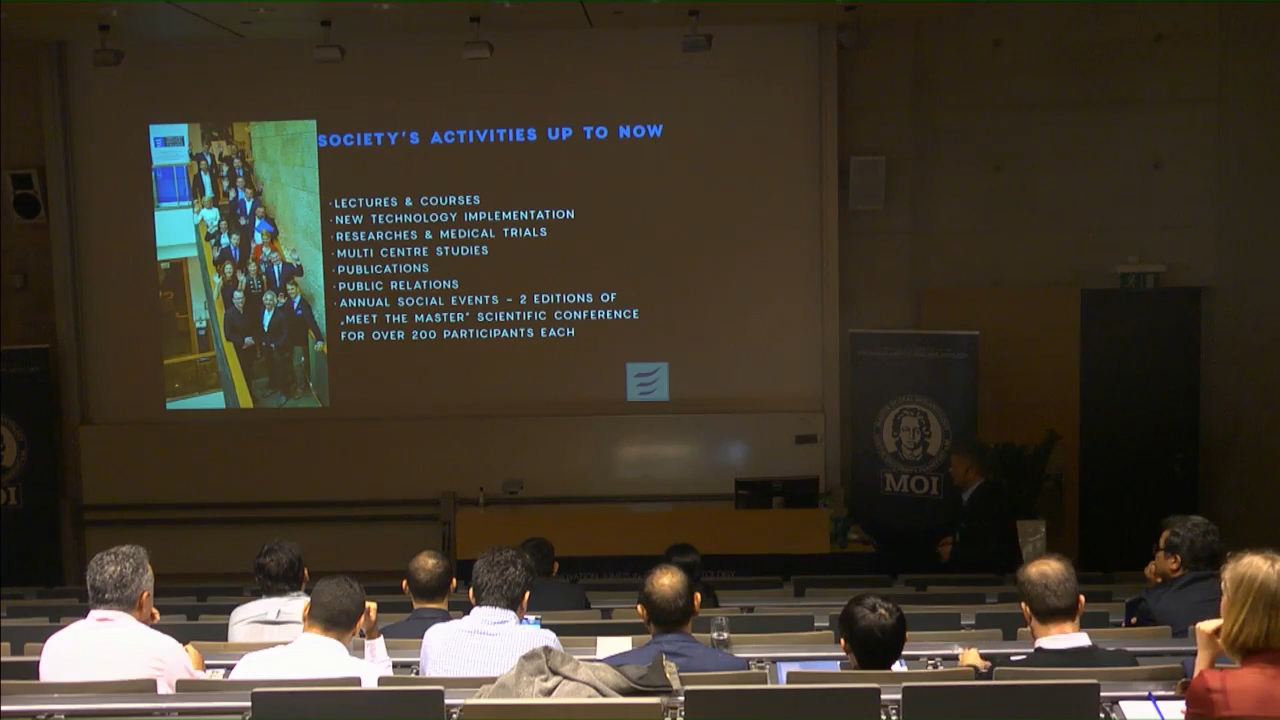 SOCIETY'S ACTIVITIES UP TO NOW
· LECTURES & COURSES
· NEW TECHNOLOGY IMPLEMENTATION
· RESEARCHES & MEDICAL TRIALS
· MULTI CENTRE STUDIES
· PUBLICATIONS
· PUBLIC RELATIONS
· ANNUAL SOCIAL EVENTS – 2 EDITIONS OF
„MEET THE MASTER" SCIENTIFIC CONFERENCE
FOR OVER 200 PARTICIPANTS EACH
MOI